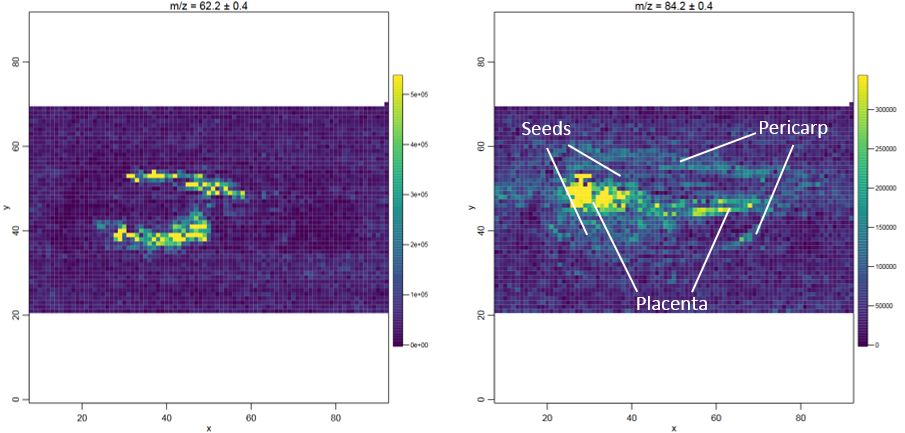 m/z = 62.2 ± 0.4
80
60
y
40
20
0
20 40 60 80
x
5e+05
4e+05
3e+05
2e+05
1e+05
0e+00
m/z = 84.2 ± 0.4
Seeds
Pericarp
Placenta
80
60
y
40
20
0
20 40 60 80
x
300000
250000
200000
150000
100000
50000
0